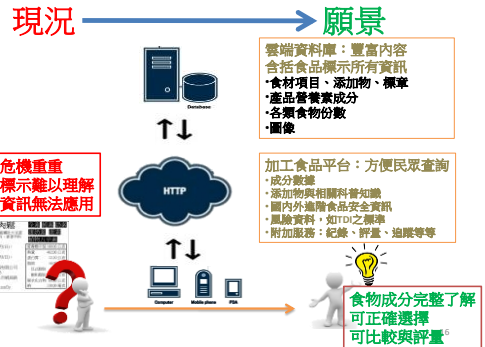 現況
願景
雲端資料庫：豐富內容
含括食品標示所有資訊
•食材項目、添加物、標章
•產品營養素成分
•各類食物份數
•圖像
Database
HTTP
危機重重
標示難以理解
資訊無法應用
加工食品平台：方便民眾查詢
•成分數據
•添加物與相關科普知識
•國內外進階食品安全資訊
•風險資料，如TDI之標準
•附加服務：紀錄、評量、追蹤等等
Computer
Mobile phone
PDA
食物成分完整了解
可正確選擇
可比較與評量
16